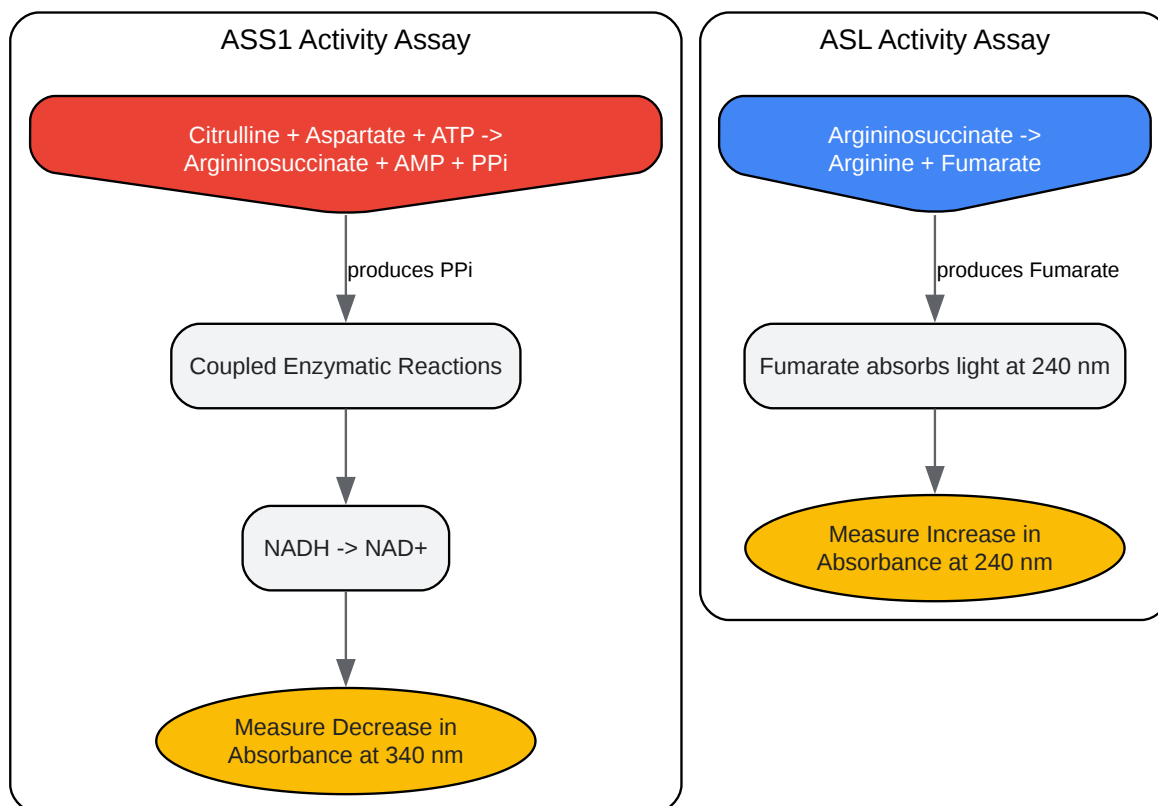 ASS1 Activity Assay
Citrulline + Aspartate + ATP ->
Argininosuccinate + AMP + PPi
produces PPi
Coupled Enzymatic Reactions
NADH -> NAD+
Measure Decrease in
Absorbance at 340 nm
ASL Activity Assay
Argininosuccinate ->
Arginine + Fumarate
produces Fumarate
Fumarate absorbs light at 240 nm
Measure Increase in
Absorbance at 240 nm